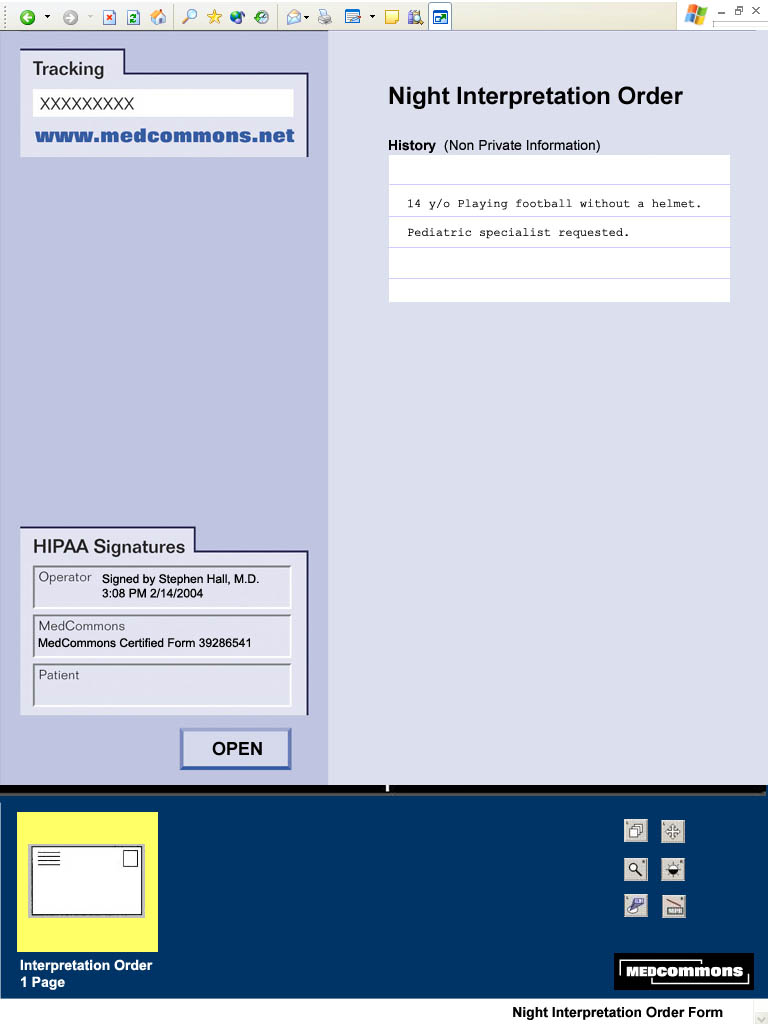 Tracking
XXXXXXXXX
www.medcommons.net
Night Interpretation Order
History (Non Private Information)
14 y/o Playing football without a helmet.
Pediatric specialist requested.
HIPAA Signatures
Operator Signed by Stephen Hall, M.D.
3:08 PM 2/14/2004
MedCommons
MedCommons Certified Form 39286541
Patient
OPEN
Interpretation Order
1 Page
MEDcommons
Night Interpretation Order Form